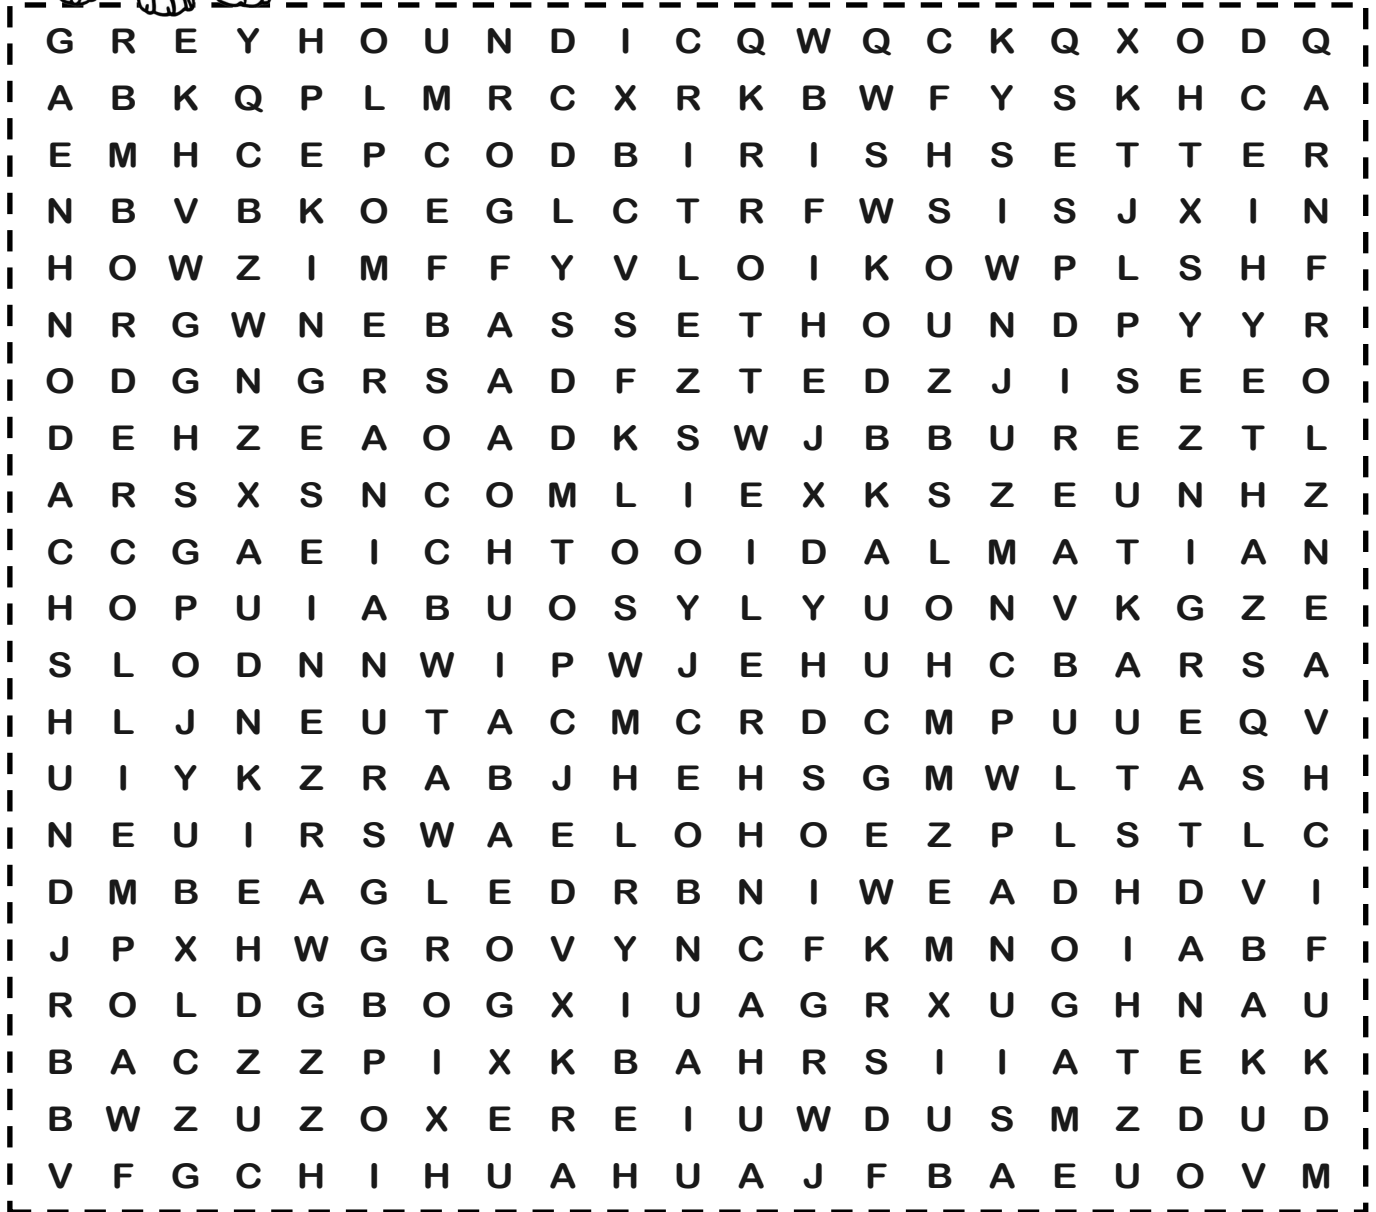 G R E Y H O U N D I C Q W Q C K Q X O D Q
A B K Q P L M R C X R K B W F Y S K H C A
E M H C E P C O D B I R I S H S E T T E R
N B V B K O E G L C T R F W S I S J X I N
H O W Z I M F F Y V L O I K O W P L S H F
N R G W N E B A S S E T H O U N D P Y Y R
O D G N G R S A D F Z T E D Z J I S E E O
D E H Z E A O A D K S W J B B U R E Z T L
A R S X S N C O M L I E X K S Z E U N H Z
C C G A E I C H T O O I D A L M A T I A N
H O P U I A B U O S Y L Y U O N V K G Z E
S L O D N N W I P W J E H U H C B A R S A
H L J N E U T A C M C R D C M P U U E Q V
U I Y K Z R A B J H E H S G M W L T A S H
N E U I R S W A E L O H O E Z P L S T L C
D M B E A G L E D R B N I W E A D H D V I
J P X H W G R O V Y N C F K M N O I A B F
R O L D G B O G X I U A G R X U G H N A U
B A C Z Z P I X K B A H R S I I A T E K K
B W Z U Z O X E R E I U W D U S M Z D U D
V F G C H I H U A H U A J F B A E U O V M